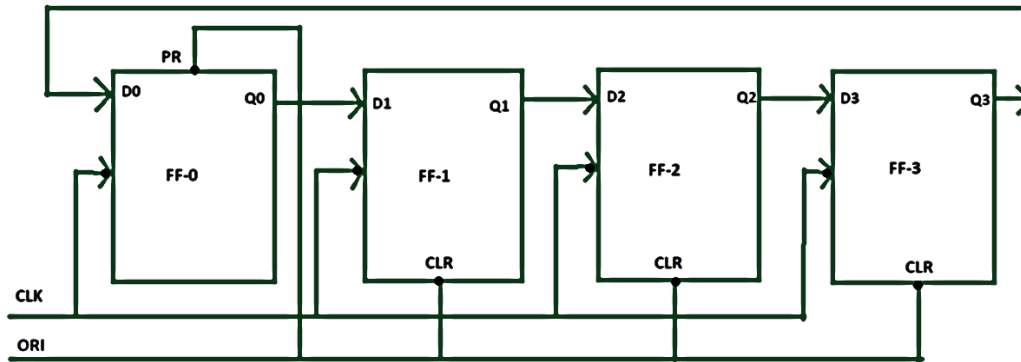 PR
D0
Q0
D1
Q1
D2
Q2
D3
Q3
FF-0
FF-1
FF-2
FF-3
CLR
CLR
CLR
CLK
ORI